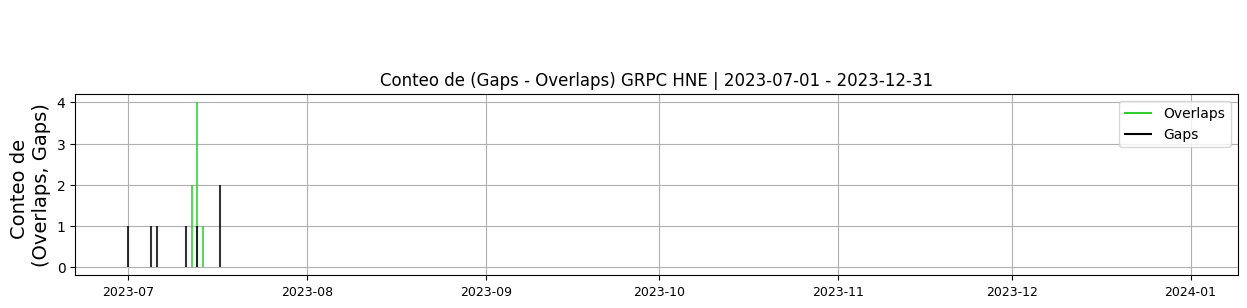 Conteo de (Gaps - Overlaps) GRPC HNE | 2023-07-01 - 2023-12-31
Conteo de
(Overlaps, Gaps)
4
3
2
1
0
Overlaps
Gaps
2023-07
2023-08
2023-09
2023-10
2023-11
2023-12
2024-01